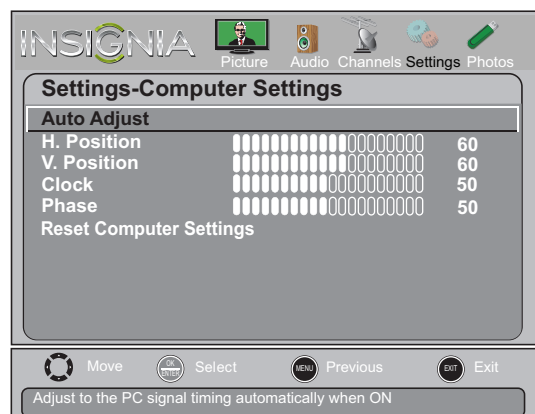 INSIGNIA
Picture Audio Channels Settings Photos
Settings-Computer Settings
Auto Adjust
H. Position 60
V. Position 60
Clock 50
Phase 50
Reset Computer Settings
Move OK ENTER Select MENU Previous EXIT Exit
Adjust to the PC signal timing automatically when ON